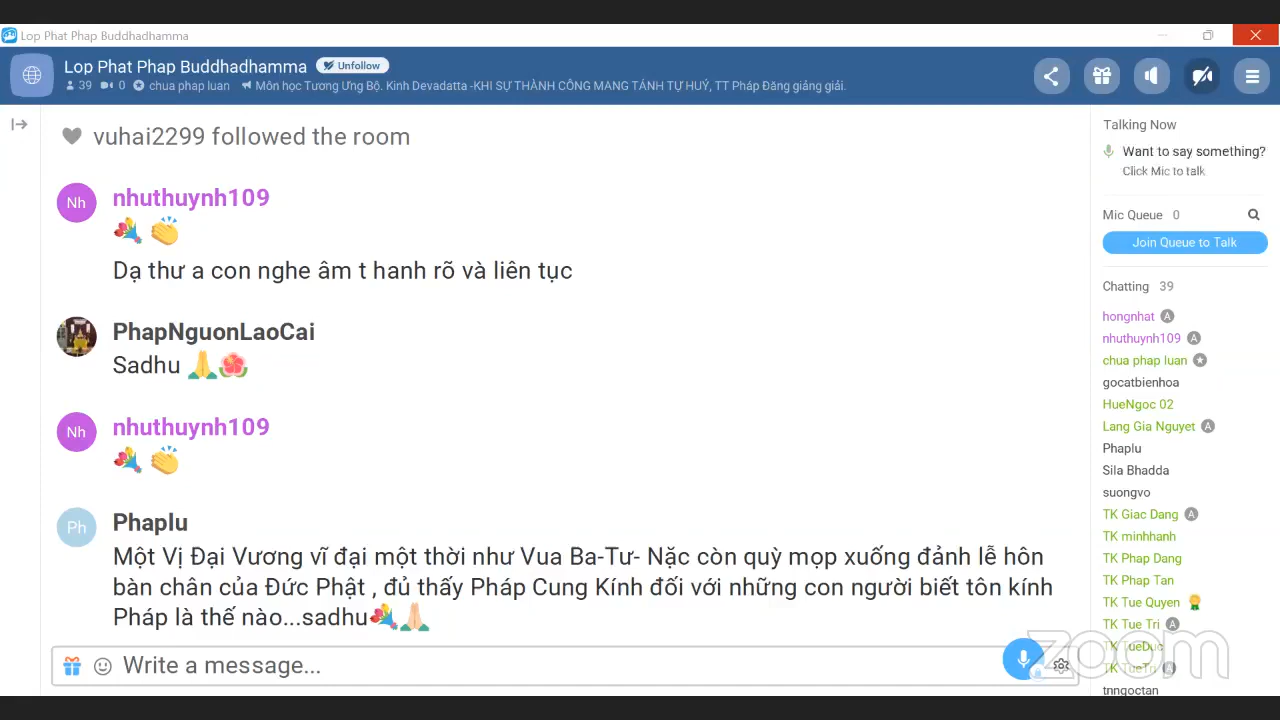 Lop Phat Phap Buddhadhamma
Lop Phat Phap Buddhadhamma Unfollow
39 0 chua phap luan Môn học Tương Ưng Bộ. Kinh Devadatta -KHI SỰ THÀNH CÔNG MANG TÁNH TỰ HUỶ, TT Pháp Đăng giảng giải.
vuhai2299 followed the room
Nh
nhuthuynh109
Dạ thư a con nghe âm t hanh rõ và liên tục
PhapNguonLaoCai
Sadhu 🙏🌺
Nh
nhuthuynh109
Ph
Phaplu
Một Vị Đại Vương vĩ đại một thời như Vua Ba-Tư- Nặc còn quỳ mọp xuống đảnh lễ hôn
bàn chân của Đức Phật , đủ thấy Pháp Cung Kính đối với những con người biết tôn kính
Pháp là thế nào...sadhu💐🙏
Write a message...
Talking Now
Want to say something?
Click Mic to talk
Mic Queue 0
Join Queue to Talk
Chatting 39
hongnhat A
nhuthuynh109 A
chua phap luan
gocatbienhoa
HueNgoc 02
Lang Gia Nguyet A
Phaplu
Sila Bhadda
suongvo
TK Giac Dang A
TK minhhanh
TK Phap Dang
TK Phap Tan
TK Tue Quyen
TK Tue Tri A
TK TueDuc
TK TueTri A
tnngoctan
zoom